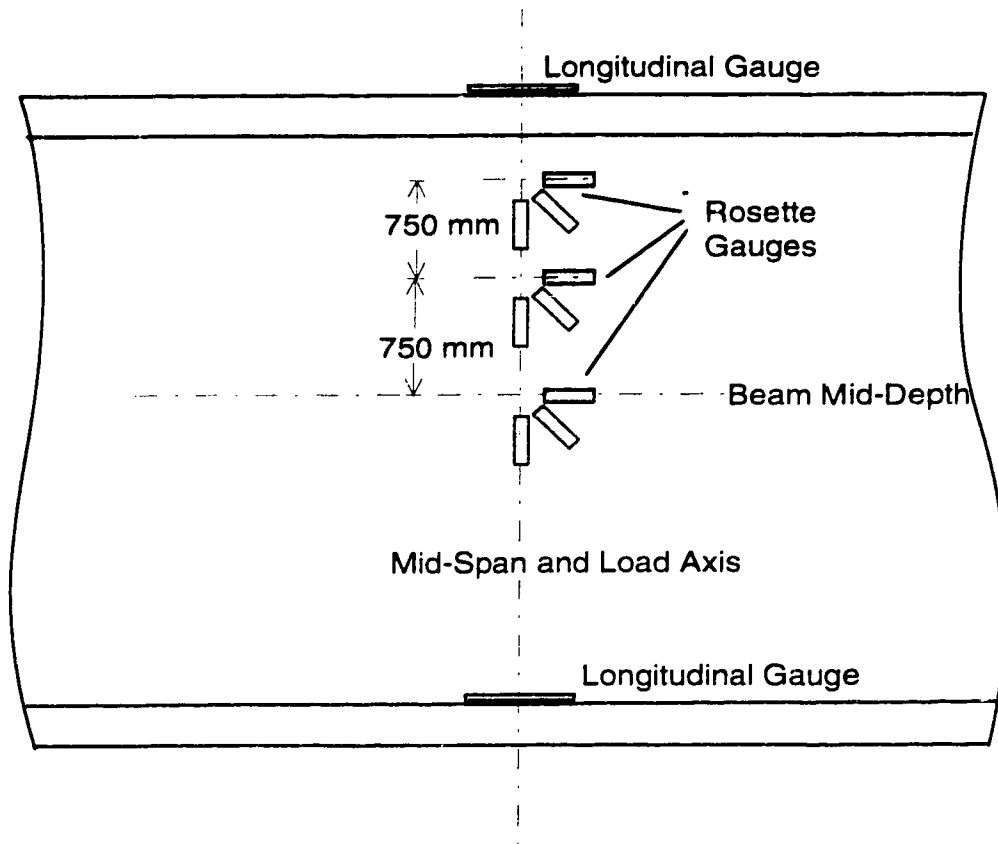 Longitudinal Gauge
750 mm
Rosette
Gauges
750 mm
Beam Mid-Depth
Mid-Span and Load Axis
Longitudinal Gauge